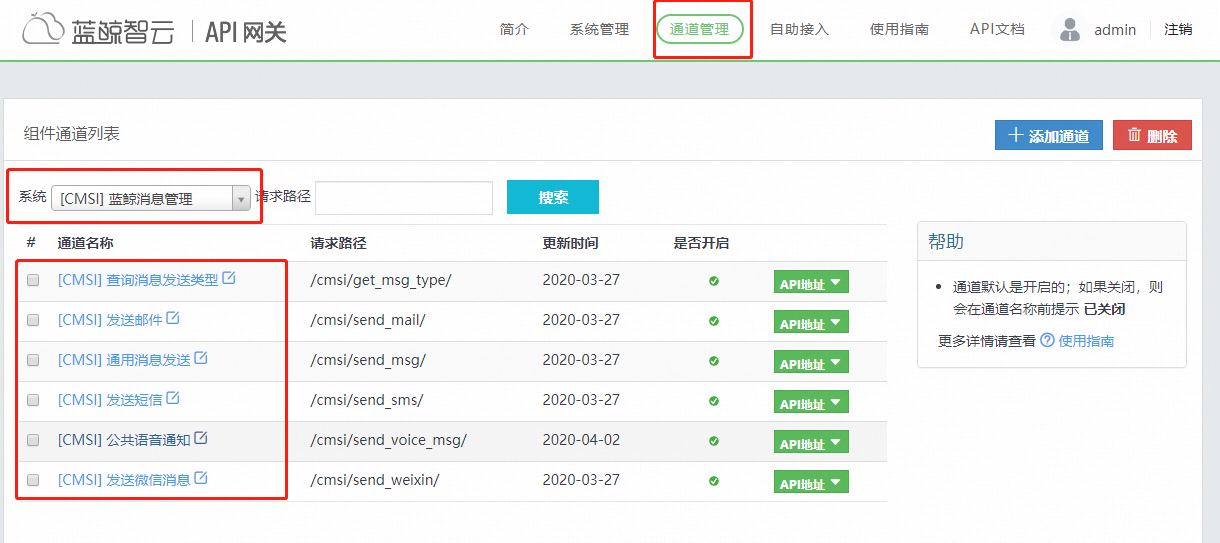 蓝鲸智云 API 网关 简介 系统管理 通道管理 自助接入 使用指南 API文档 admin 注销
组件通道列表 添加通道 删除
系统 [CMSI] 蓝鲸消息管理 请求路径 搜索
# 通道名称 请求路径 更新时间 是否开启
[CMSI] 查询消息发送类型 /cmsi/get_msg_type/ 2020-03-27 API地址
[CMSI] 发送邮件 /cmsi/send_mail/ 2020-03-27 API地址
[CMSI] 通用消息发送 /cmsi/send_msg/ 2020-03-27 API地址
[CMSI] 发送短信 /cmsi/send_sms/ 2020-03-27 API地址
[CMSI] 公共语音通知 /cmsi/send_voice_msg/ 2020-04-02 API地址
[CMSI] 发送微信消息 /cmsi/send_weixin/ 2020-03-27 API地址
帮助
通道默认是开启的；如果关闭，则
会在通道名称前提示 已关闭
更多详情请查看 使用指南